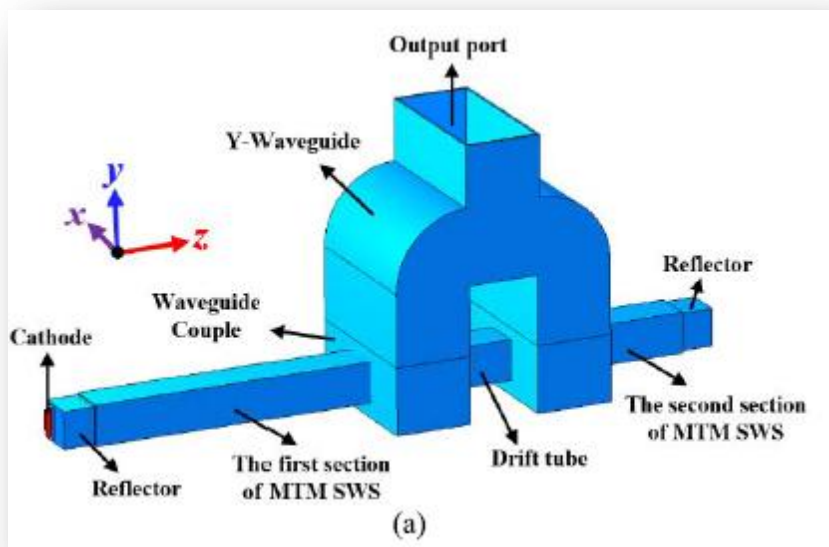 Output port
Y-Waveguide
y
x
z
Reflector
Waveguide
Couple
Cathode
The second section
of MTM SWS
Drift tube
The first section
of MTM SWS
Reflector
(a)